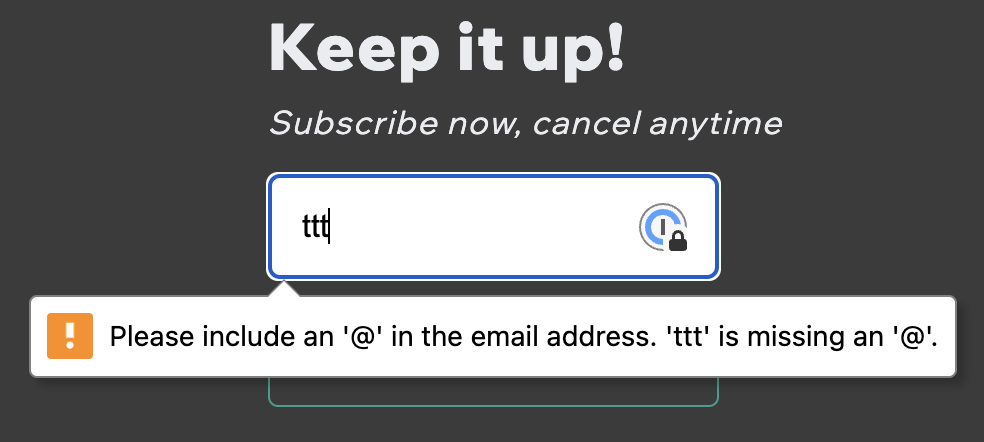 Keep it up!
Subscribe now, cancel anytime
ttt
Please include an '@' in the email address. 'ttt' is missing an '@'.